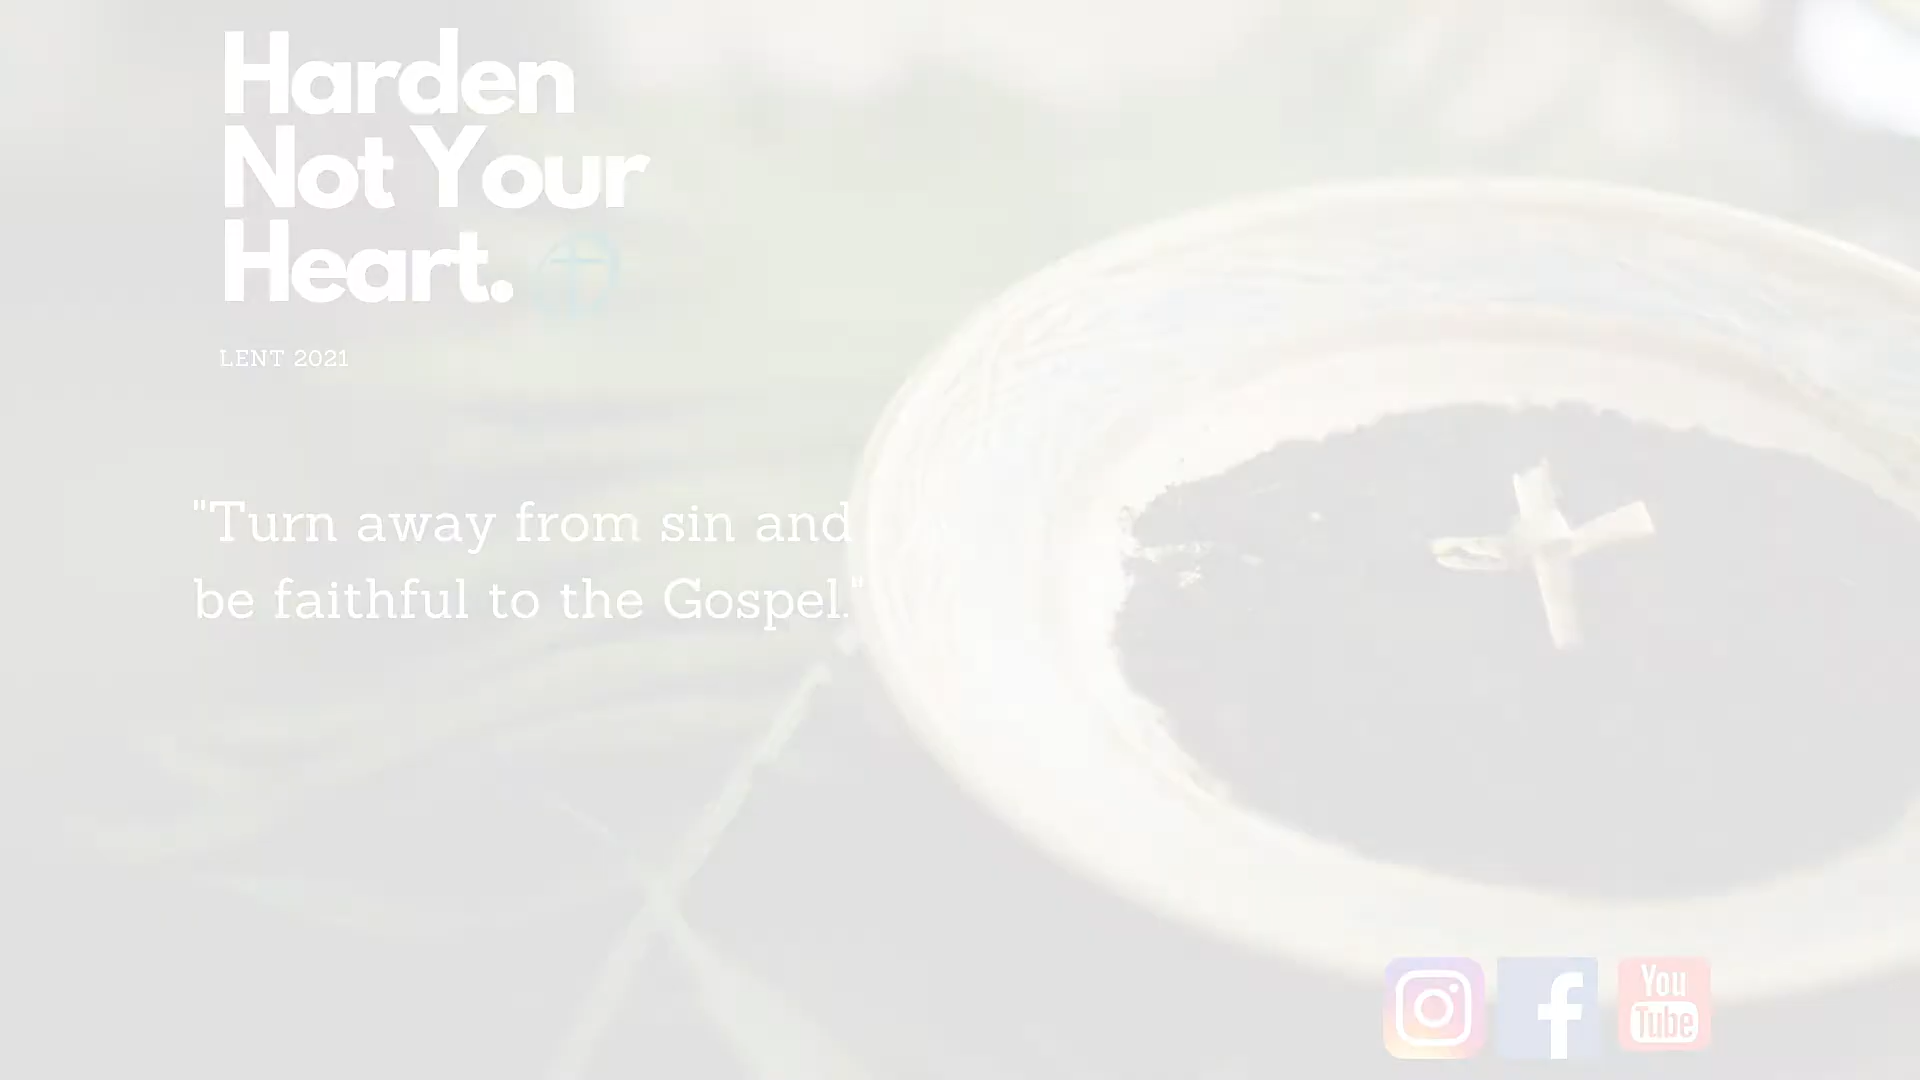 Harden
Not Your
Heart.
LENT 2021
"Turn away from sin and
be faithful to the Gospel."
You
Tube